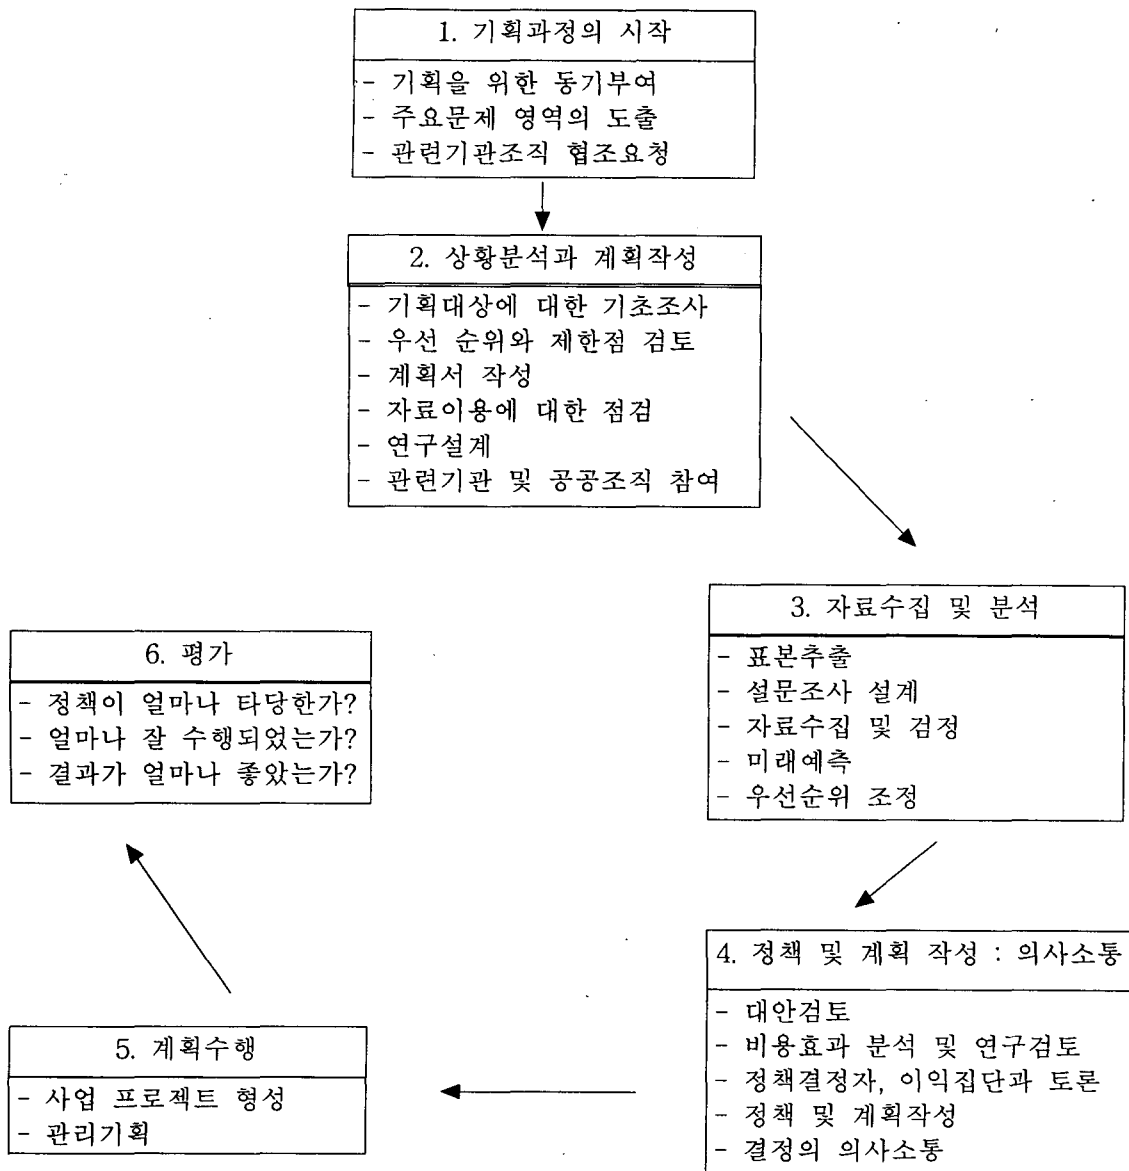 1. 기획과정의 시작
- 기획을 위한 동기부여
- 주요문제 영역의 도출
- 관련기관조직 협조요청
2. 상황분석과 계획작성
- 기획대상에 대한 기초조사
- 우선 순위와 제한점 검토
- 계획서 작성
- 자료이용에 대한 점검
- 연구설계
- 관련기관 및 공공조직 참여
3. 자료수집 및 분석
- 표본추출
- 설문조사 설계
- 자료수집 및 검정
- 미래예측
- 우선순위 조정
4. 정책 및 계획 작성 : 의사소통
- 대안검토
- 비용효과 분석 및 연구검토
- 정책결정자, 이익집단과 토론
- 정책 및 계획작성
- 결정의 의사소통
5. 계획수행
- 사업 프로젝트 형성
- 관리기획
6. 평가
- 정책이 얼마나 타당한가?
- 얼마나 잘 수행되었는가?
- 결과가 얼마나 좋았는가?